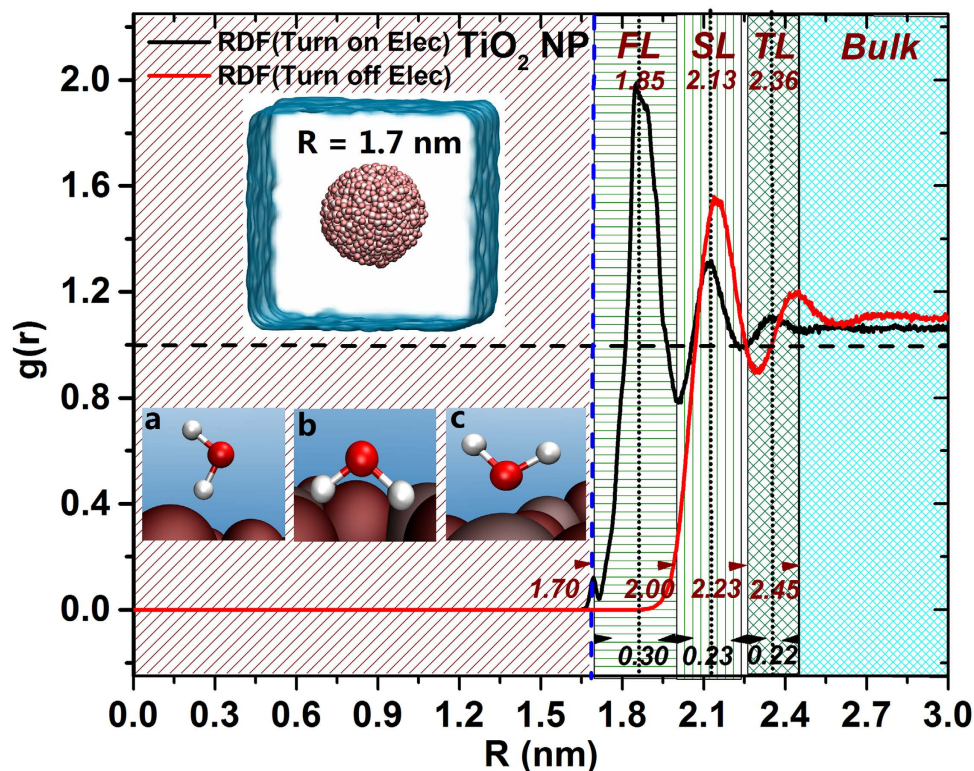 RDF(Turn on Elec)
RDF(Turn off Elec)
TiO2 NP
FL
SL
TL
Bulk
1.85
2.13
2.36
R = 1.7 nm
a
b
c
1.70
2.00
2.23
2.45
0.30
0.23
0.22
g(r)
2.0
1.6
1.2
0.8
0.4
0.0
0.0 0.3 0.6 0.9 1.2 1.5 1.8 2.1 2.4 2.7 3.0
R (nm)